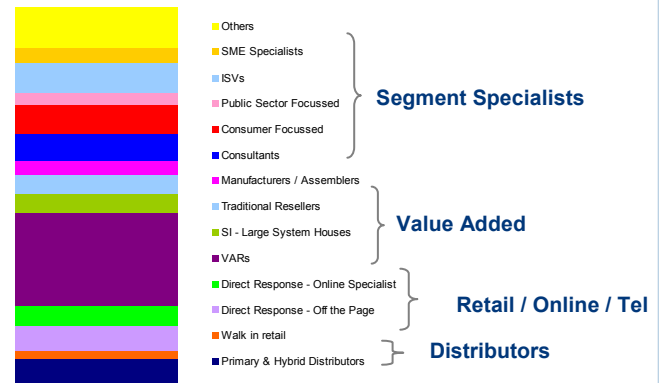 Others
SME Specialists
ISVs
Public Sector Focussed
Consumer Focussed
Consultants
Manufacturers / Assemblers
Traditional Resellers
SI - Large System Houses
VARs
Direct Response - Online Specialist
Direct Response - Off the Page
Walk in retail
Primary & Hybrid Distributors
Segment Specialists
Value Added
Retail / Online / Tel
Distributors